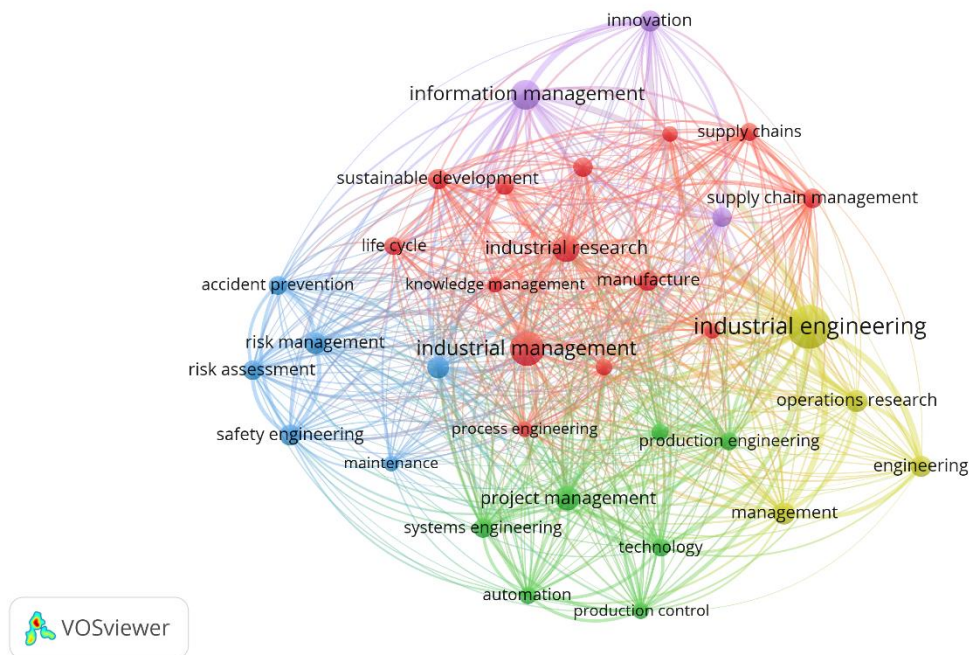 innovation
information management
supply chains
sustainable development
supply chain management
life cycle
industrial research
accident prevention
knowledge management
manufacture
industrial engineering
risk management
industrial management
risk assessment
operations research
safety engineering
process engineering
production engineering
maintenance
engineering
project management
management
systems engineering
technology
automation
production control
VOSviewer